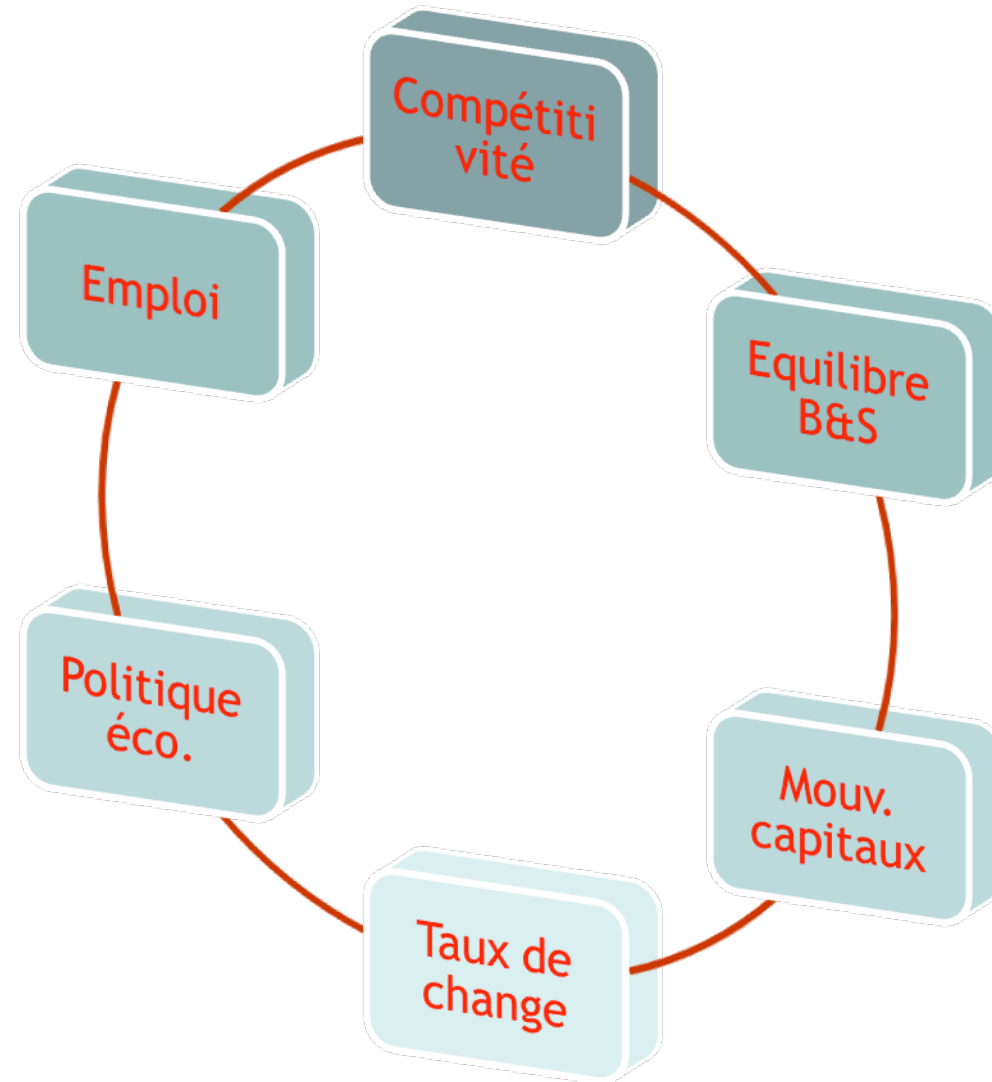 Compétiti
vité
Equilibre
B&S
Mouv.
capitaux
Taux de
change
Politique
éco.
Emploi